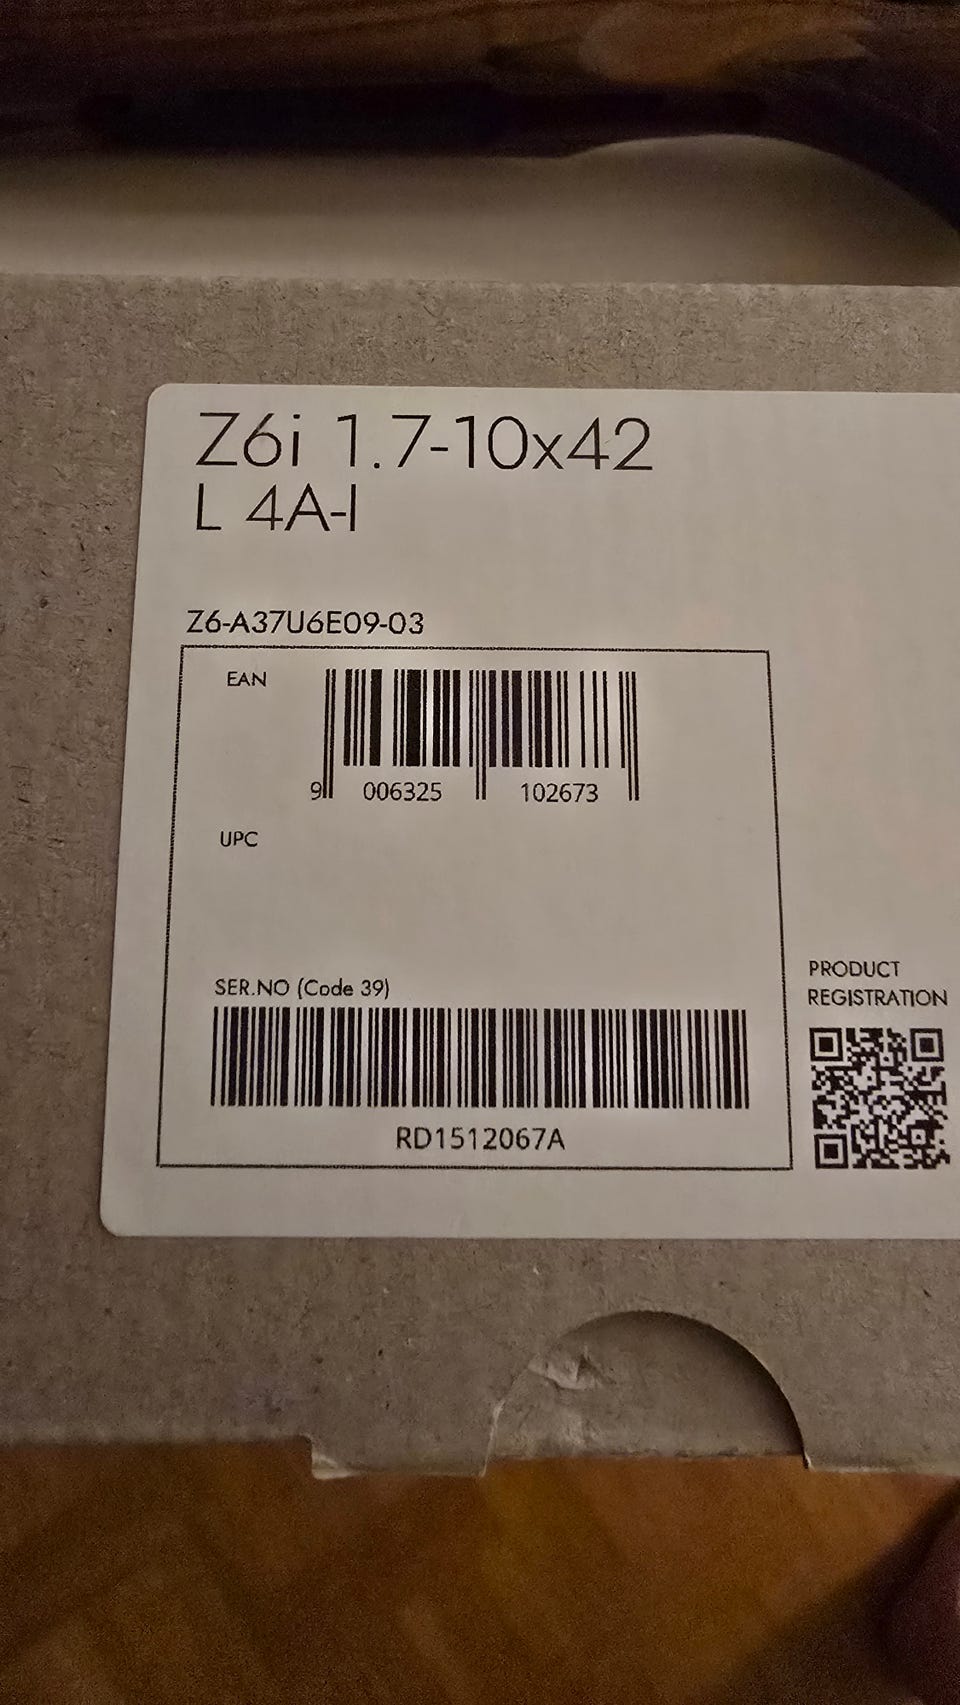 Z6i 1.7-10x42
L 4A-I
Z6-A37U6E09-03
EAN
9 006325 102673
UPC
SER.NO (Code 39)
RD1512067A
PRODUCT
REGISTRATION